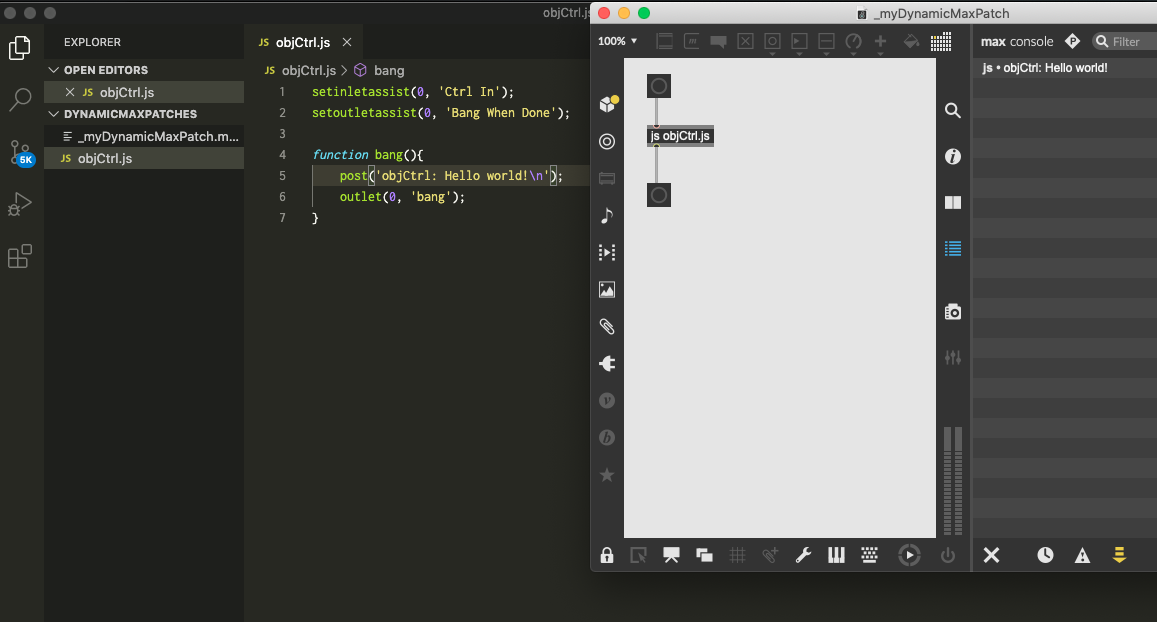 objCtrl.js
EXPLORER
OPEN EDITORS
JS objCtrl.js
DYNAMICMAXPATCHES
_myDynamicMaxPatch.m...
JS objCtrl.js
5K
JS objCtrl.js
JS objCtrl.js > bang
1 setinletassist(0, 'Ctrl In');
2 setoutletassist(0, 'Bang When Done');
3
4 function bang(){
5 post('objCtrl: Hello world!\n');
6 outlet(0, 'bang');
7 }
_myDynamicMaxPatch
100%
m
js objCtrl.js
v
b
i
max console
P
Filter
js • objCtrl: Hello world!